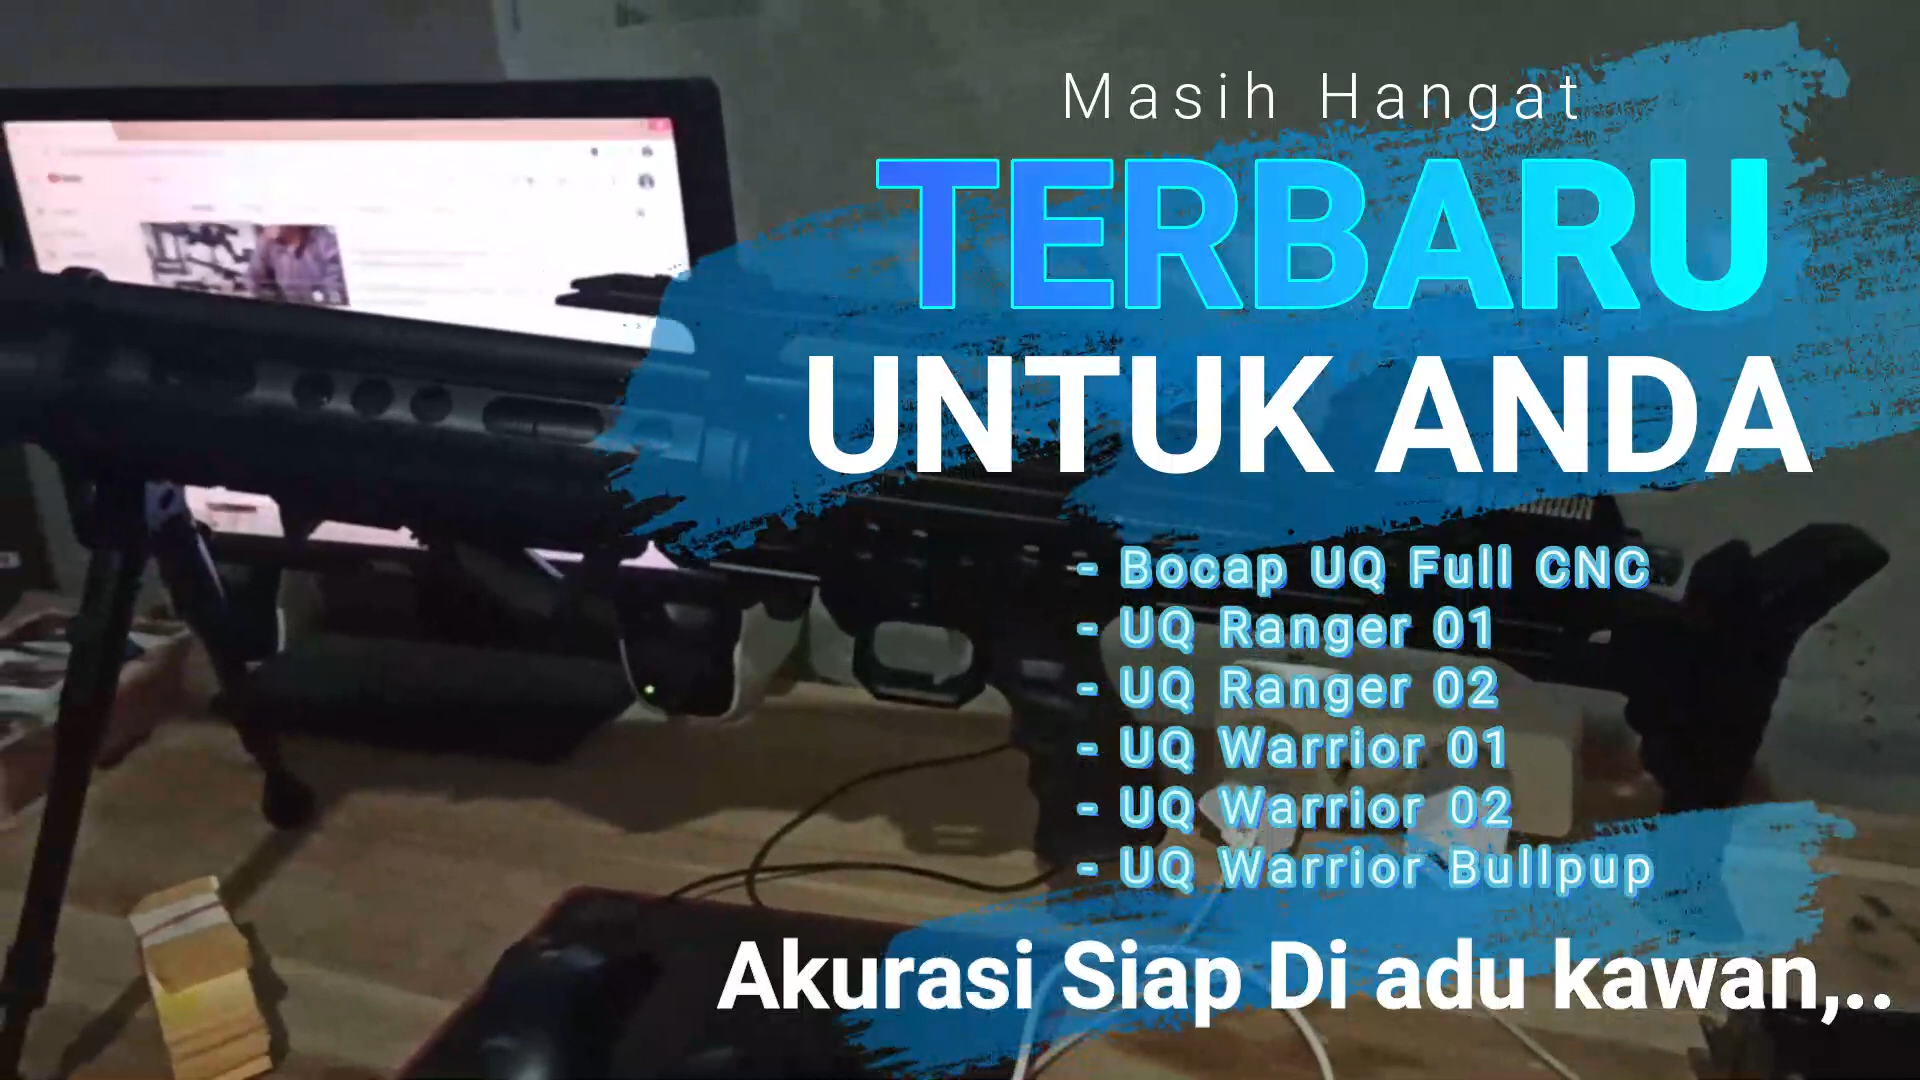 Masih Hangat
TERBARU
UNTUK ANDA
- Bocap UQ Full CNC
- UQ Ranger 01
- UQ Ranger 02
- UQ Warrior 01
- UQ Warrior 02
- UQ Warrior Bullpup
Akurasi Siap Di adu kawan,..